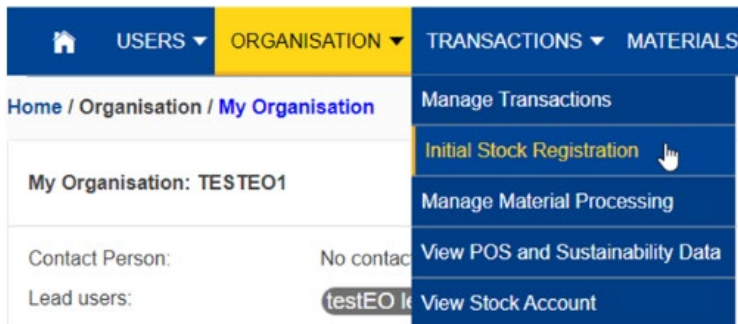 USERS ORGANISATION TRANSACTIONS MATERIALS
Home / Organisation / My Organisation
Manage Transactions
Initial Stock Registration
My Organisation: TESTEO1
Manage Material Processing
Contact Person: No contac
View POS and Sustainability Data
Lead users: testEO le
View Stock Account